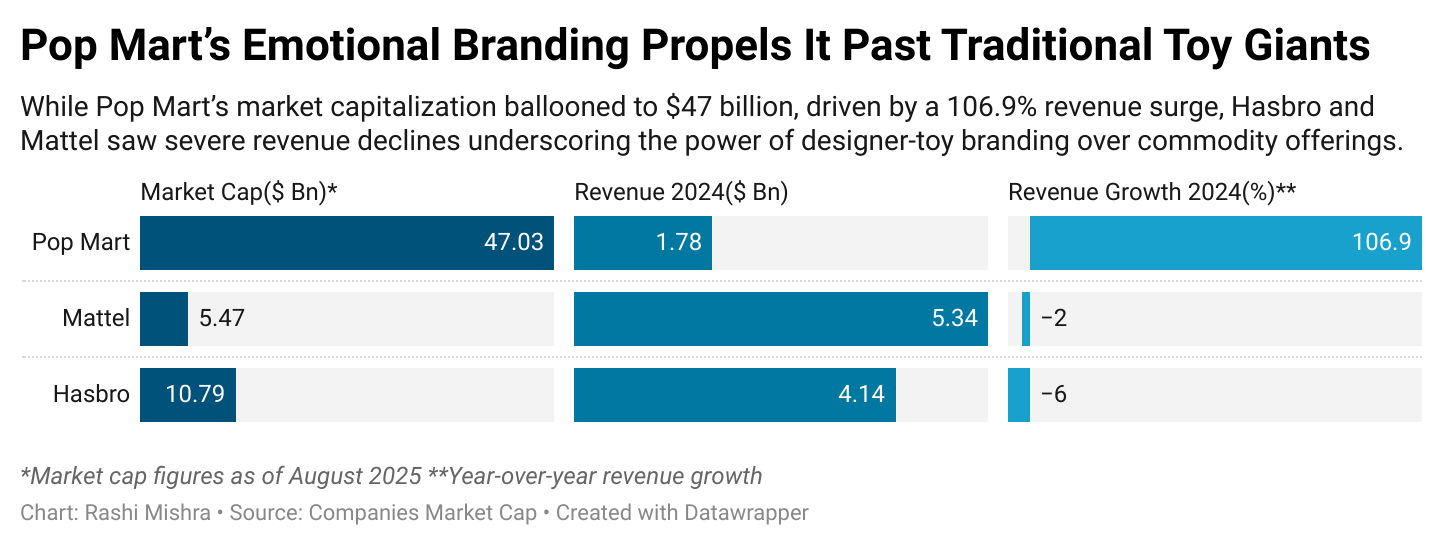 Pop Mart’s Emotional Branding Propels It Past Traditional Toy Giants
While Pop Mart’s market capitalization ballooned to $47 billion, driven by a 106.9% revenue surge, Hasbro and
Mattel saw severe revenue declines underscoring the power of designer-toy branding over commodity offerings.
Market Cap($ Bn)* Revenue 2024($ Bn) Revenue Growth 2024(%)**
Pop Mart 47.03 1.78 106.9
Mattel 5.47 5.34 −2
Hasbro 10.79 4.14 −6
*Market cap figures as of August 2025 **Year-over-year revenue growth
Chart: Rashi Mishra • Source: Companies Market Cap • Created with Datawrapper